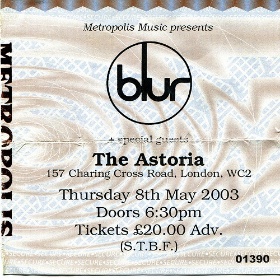 Metropolis Music presents
blur
+ special guests
The Astoria
157 Charing Cross Road, London, WC2
Thursday 8th May 2003
Doors 6:30pm
Tickets £20.00 Adv.
(S.T.B.F.)
01390
METROPOLIS